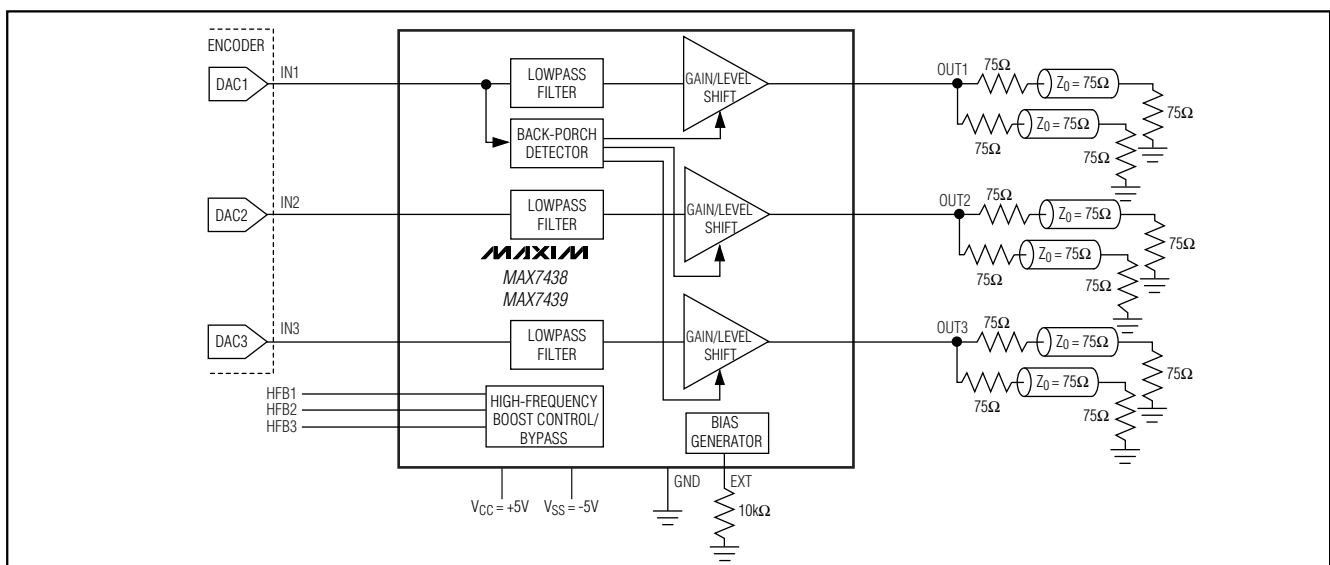 ENCODER
DAC1
IN1
LOWPASS
FILTER
GAIN/LEVEL
SHIFT
BACK-PORCH
DETECTOR
OUT1
75Ω
Z0 = 75Ω
75Ω
75Ω
Z0 = 75Ω
75Ω
DAC2
IN2
LOWPASS
FILTER
GAIN/LEVEL
SHIFT
OUT2
75Ω
Z0 = 75Ω
75Ω
75Ω
Z0 = 75Ω
75Ω
MAXIM
MAX7438
MAX7439
DAC3
IN3
LOWPASS
FILTER
GAIN/LEVEL
SHIFT
OUT3
75Ω
Z0 = 75Ω
75Ω
75Ω
Z0 = 75Ω
75Ω
HFB1
HFB2
HFB3
HIGH-FREQUENCY
BOOST CONTROL/
BYPASS
BIAS
GENERATOR
VCC = +5V
VSS = -5V
GND
EXT
10kΩ